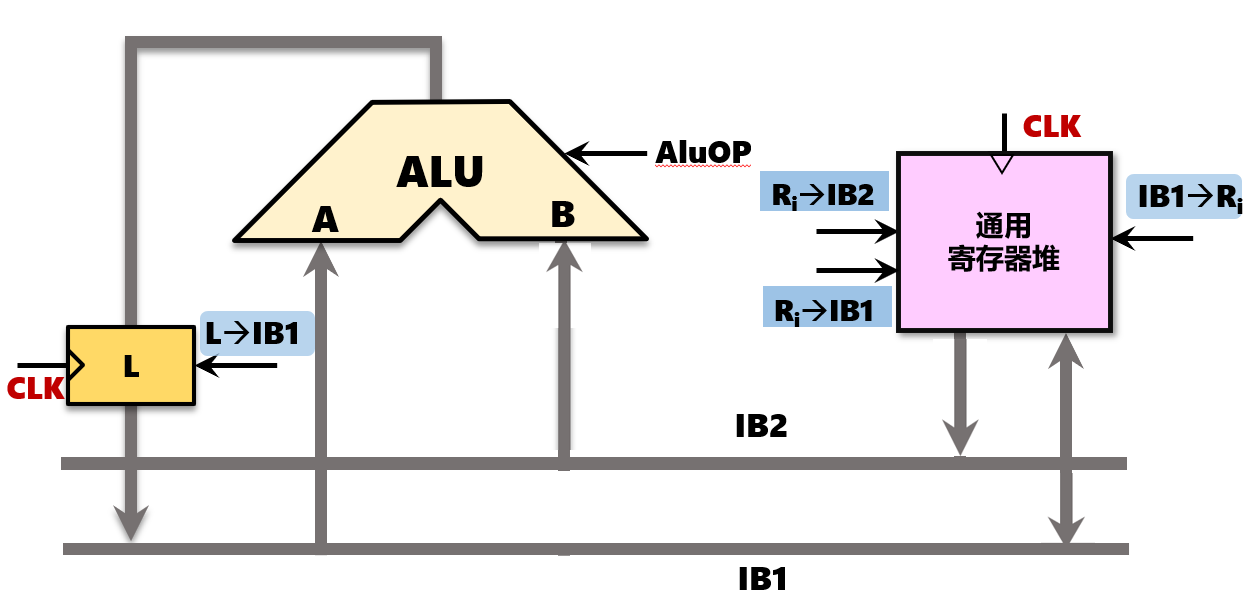 CLK
AluOP
ALU
Ri→IB2
IB1→Ri
A
B
通用
寄存器堆
Ri→IB1
L→IB1
L
CLK
IB2
IB1